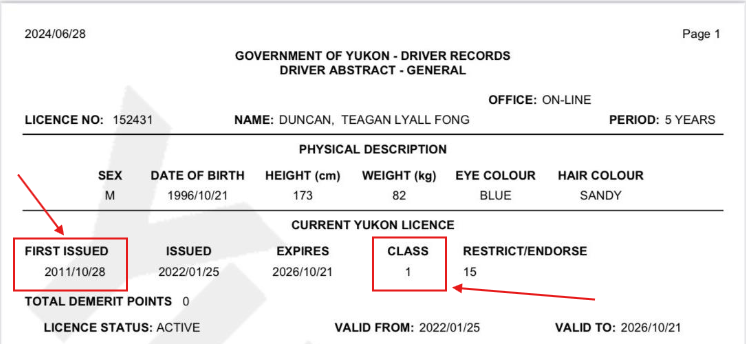 2024/06/28 Page 1
GOVERNMENT OF YUKON - DRIVER RECORDS
DRIVER ABSTRACT - GENERAL
OFFICE: ON-LINE
LICENCE NO: 152431 NAME: DUNCAN, TEAGAN LYALL FONG PERIOD: 5 YEARS
PHYSICAL DESCRIPTION
SEX DATE OF BIRTH HEIGHT (cm) WEIGHT (kg) EYE COLOUR HAIR COLOUR
M 1996/10/21 173 82 BLUE SANDY
CURRENT YUKON LICENCE
FIRST ISSUED ISSUED EXPIRES CLASS RESTRICT/ENDORSE
2011/10/28 2022/01/25 2026/10/21 1 15
TOTAL DEMERIT POINTS 0
LICENCE STATUS: ACTIVE VALID FROM: 2022/01/25 VALID TO: 2026/10/21